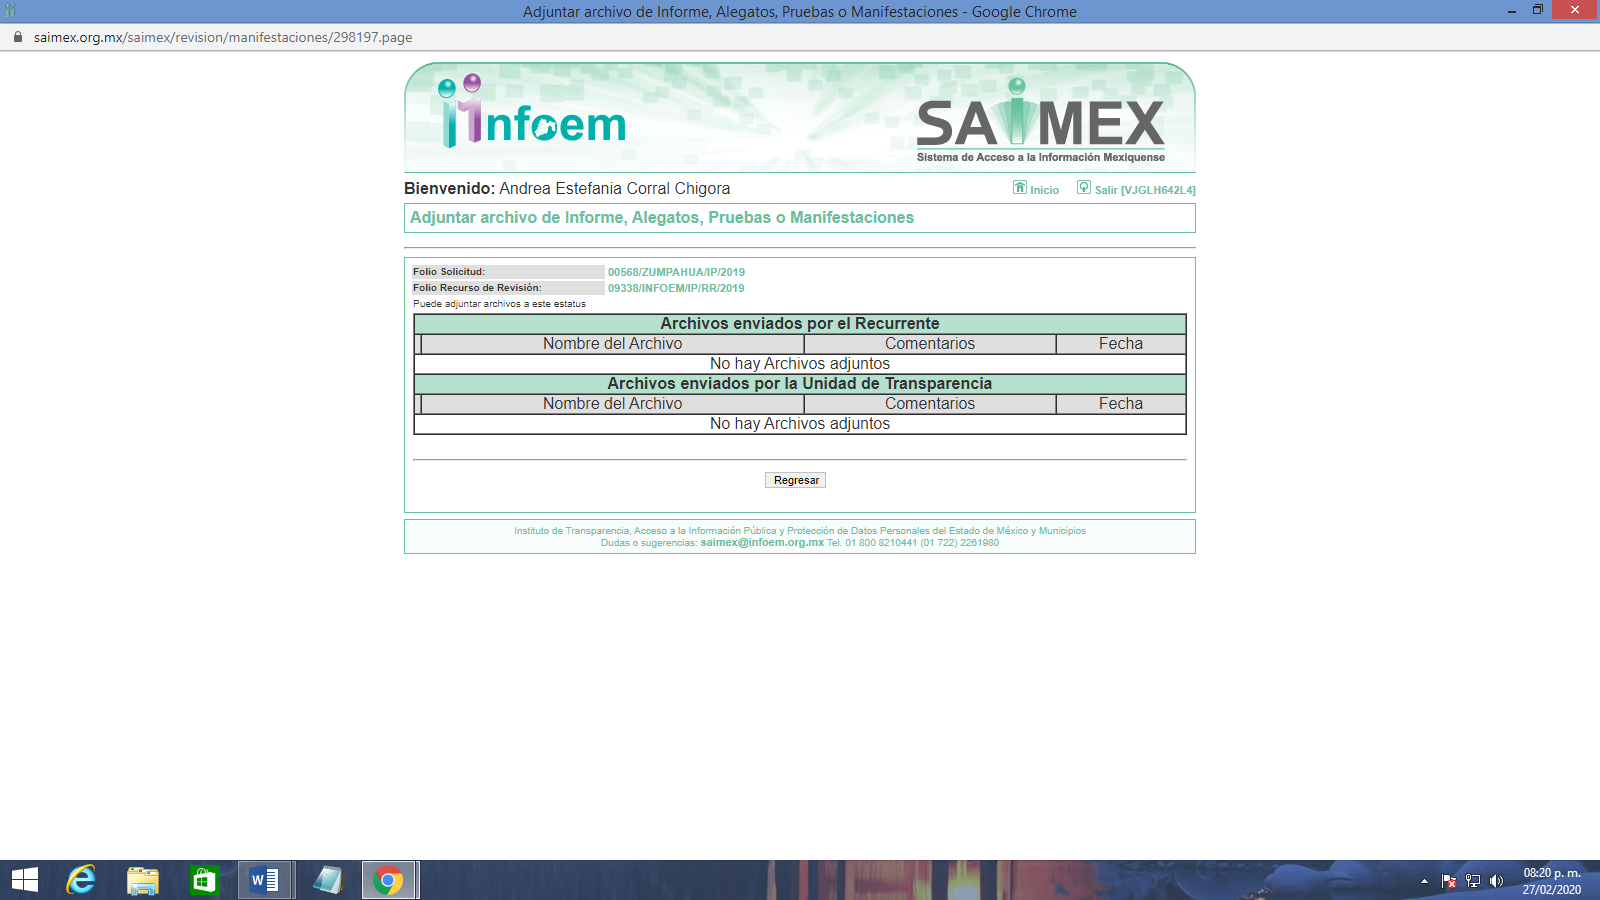 Adjuntar archivo de Informe, Alegatos, Pruebas o Manifestaciones - Google Chrome
saimex.org.mx/saimex/revision/manifestaciones/298197.page
infoem
SAIMEX
Sistema de Acceso a la Información Mexiquense
Bienvenido: Andrea Estefania Corral Chigora
Inicio Salir [VJGLH642L4]
Adjuntar archivo de Informe, Alegatos, Pruebas o Manifestaciones
Folio Solicitud: 00568/ZUMPAHUA/IP/2019
Folio Recurso de Revisión: 09338/INFOEM/IP/RR/2019
Puede adjuntar archivos a este estatus
Archivos enviados por el Recurrente
Nombre del Archivo Comentarios Fecha
No hay Archivos adjuntos
Archivos enviados por la Unidad de Transparencia
Nombre del Archivo Comentarios Fecha
No hay Archivos adjuntos
Regresar
Instituto de Transparencia, Acceso a la Información Pública y Protección de Datos Personales del Estado de México y Municipios
Dudas o sugerencias: saimex@infoem.org.mx Tel. 01 800 8210441 (01 722) 2261980
08:20 p. m.
27/02/2020